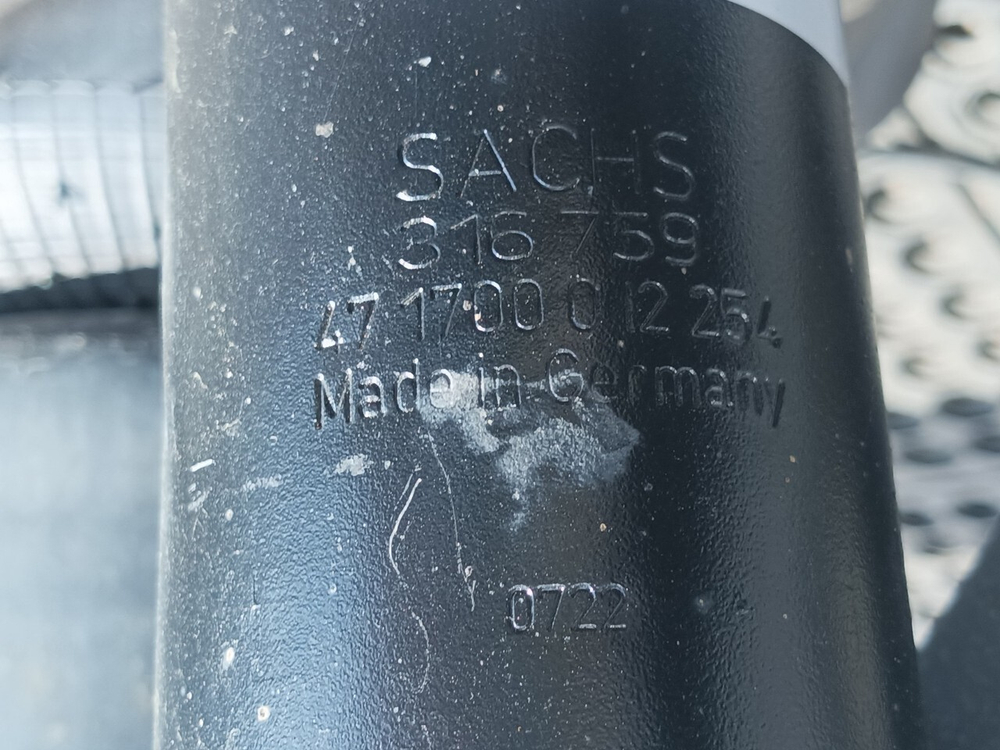 SACHS
316 759
47 1700 0 12 254
Made in Germany
0722